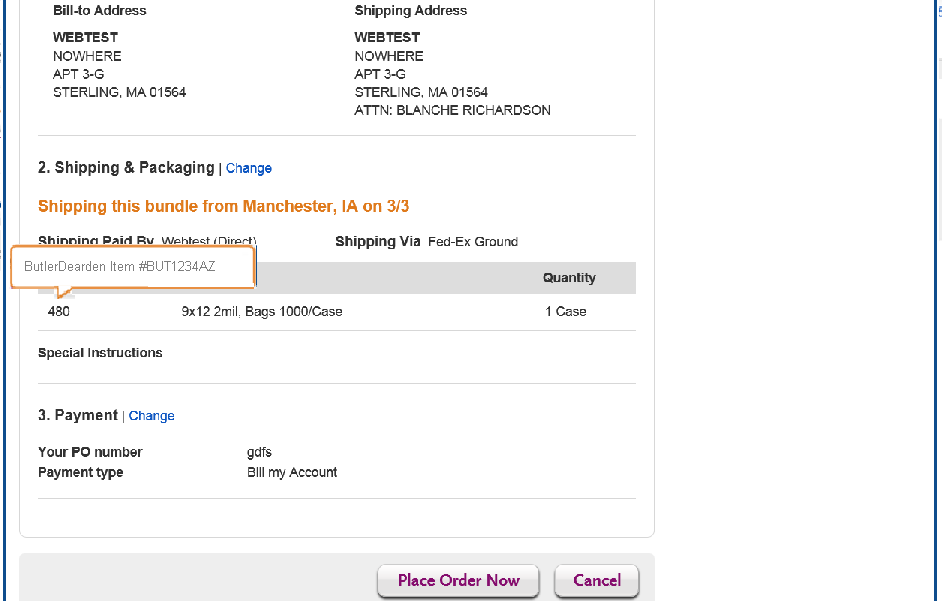 Bill-to Address
Shipping Address
WEBTEST
NOWHERE
APT 3-G
STERLING, MA 01564
WEBTEST
NOWHERE
APT 3-G
STERLING, MA 01564
ATTN: BLANCHE RICHARDSON
2. Shipping & Packaging | Change
Shipping this bundle from Manchester, IA on 3/3
Shipping Paid By Webtest (Direct)
Shipping Via Fed-Ex Ground
ButlerDearden Item #BUT1234AZ
Quantity
480 9x12 2mil, Bags 1000/Case 1 Case
Special Instructions
3. Payment | Change
Your PO number gdfs
Payment type Bill my Account
Place Order Now Cancel